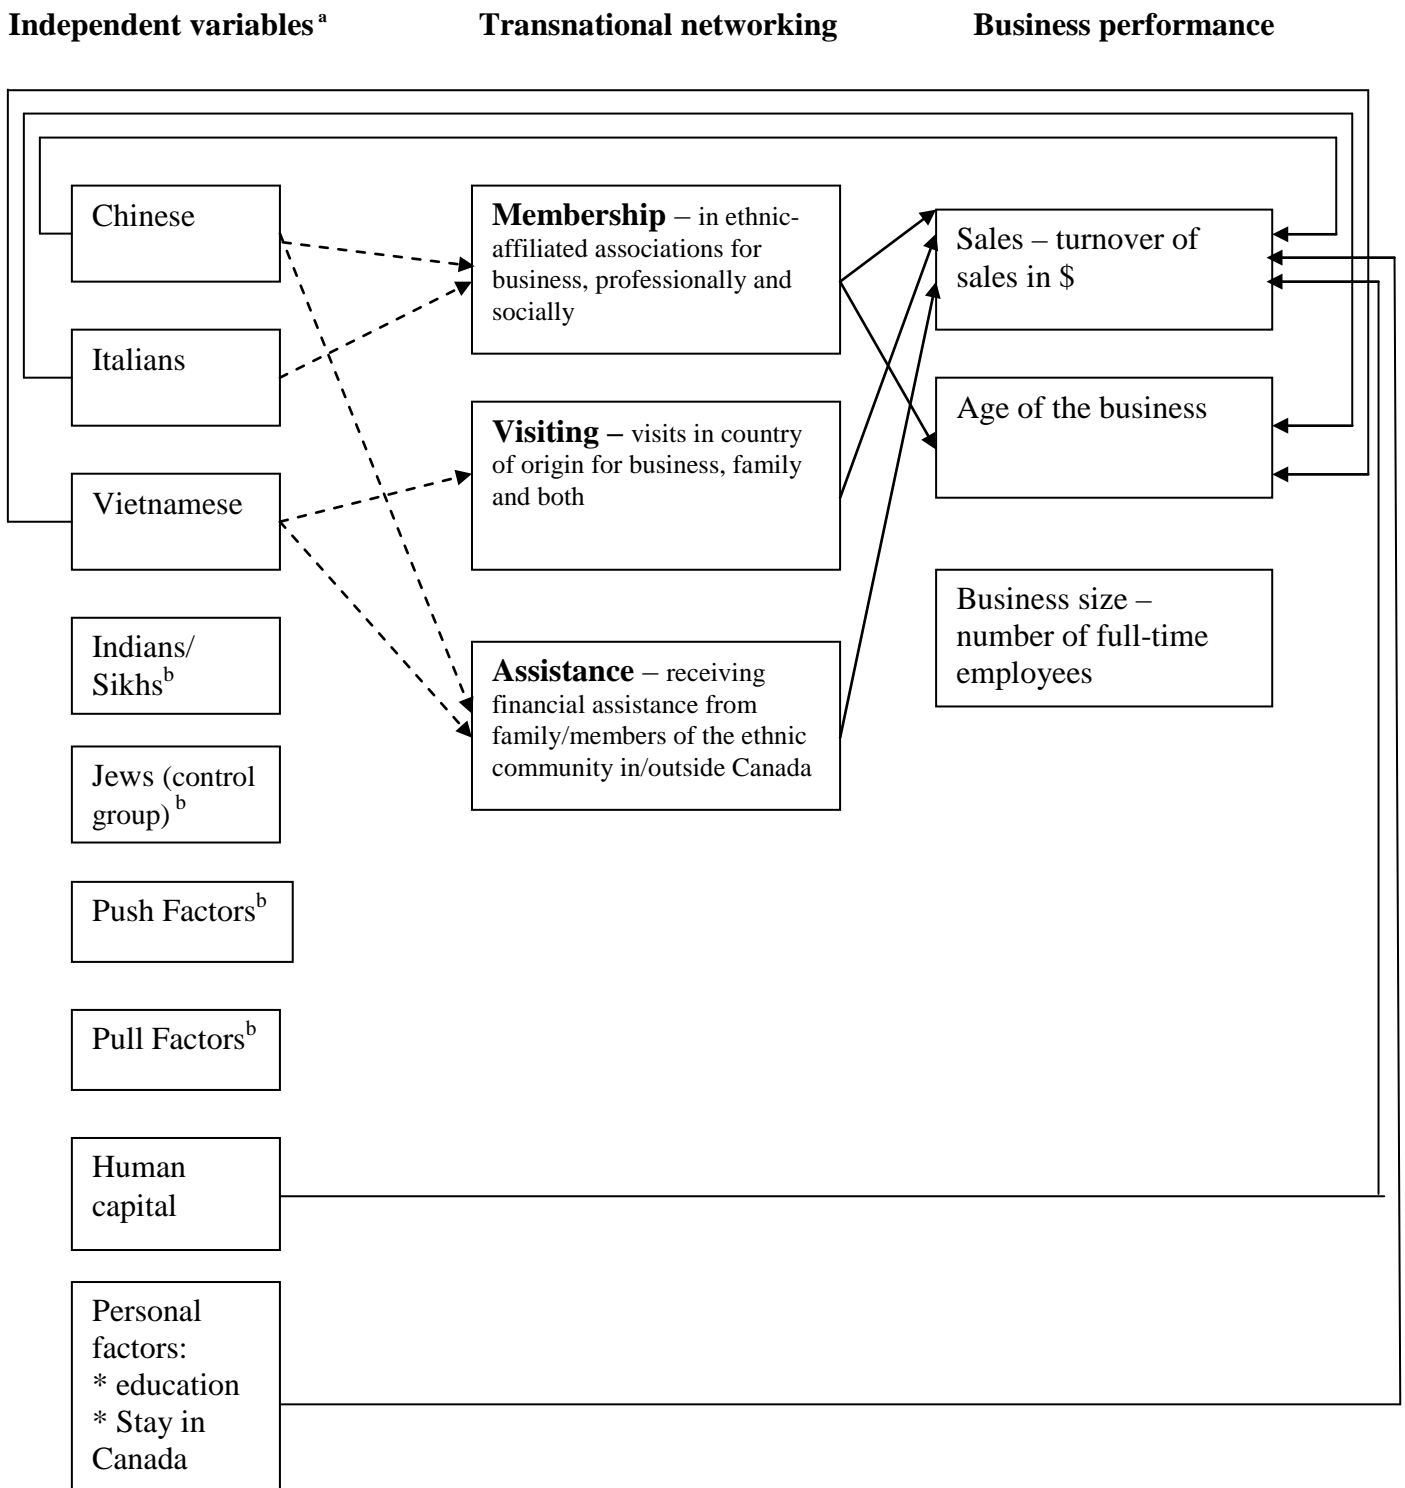 Independent variables a
Transnational networking
Business performance
Chinese
Italians
Vietnamese
Indians/
Sikhs b
Jews (control
group) b
Push Factors b
Pull Factors b
Human
capital
Personal
factors:
* education
* Stay in
Canada
Membership – in ethnic-
affiliated associations for
business, professionally and
socially
Visiting – visits in country
of origin for business, family
and both
Assistance – receiving
financial assistance from
family/members of the ethnic
community in/outside Canada
Sales – turnover of
sales in $
Age of the business
Business size –
number of full-time
employees